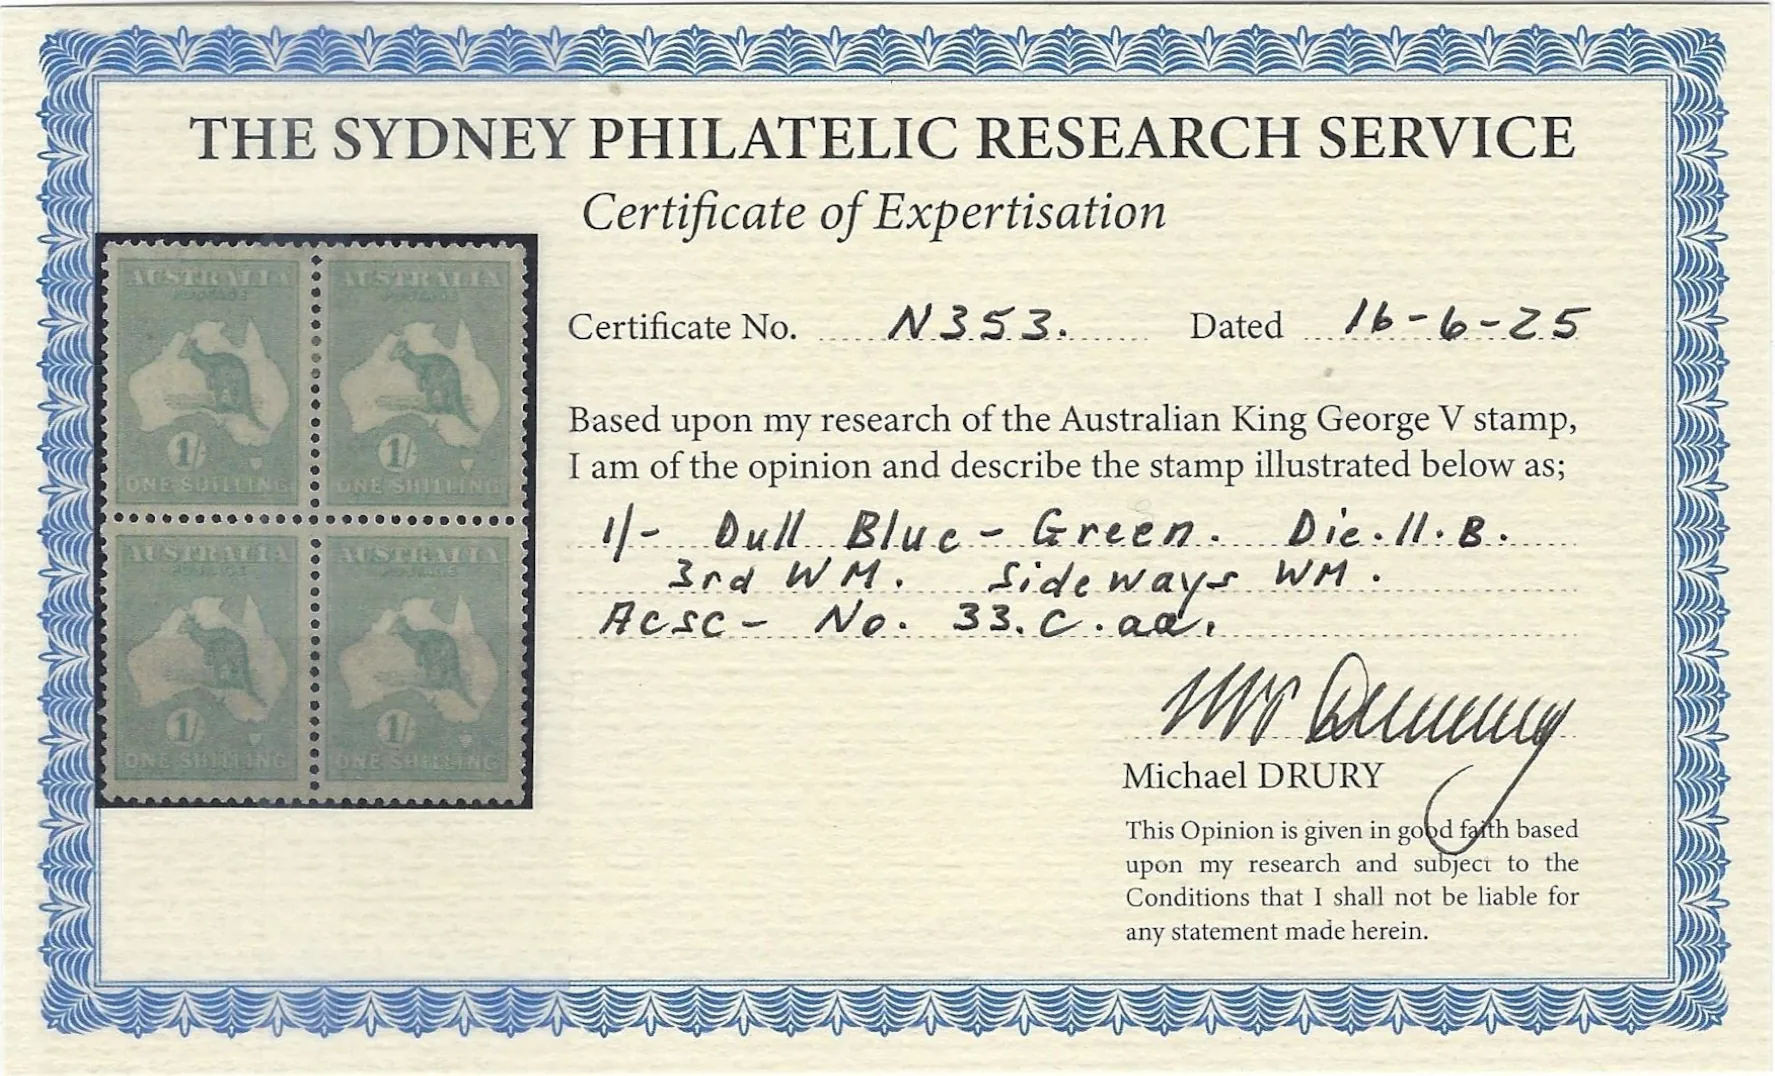 THE SYDNEY PHILATELIC RESEARCH SERVICE
Certificate of Expertisation
Certificate No. N353. Dated 16-6-25
Based upon my research of the Australian King George V stamp,
I am of the opinion and describe the stamp illustrated below as;
1/- Dull Blue-Green. Die.II.B.
3rd WM. Sideways WM.
Acsc- No. 33.C.aa.
Michael DRURY
This Opinion is given in good faith based
upon my research and subject to the
Conditions that I shall not be liable for
any statement made herein.
AUSTRALIA AUSTRALIA
POSTAGE POSTAGE
1/- 1/-
ONE SHILLING ONE SHILLING
AUSTRALIA AUSTRALIA
POSTAGE POSTAGE
1/- 1/-
ONE SHILLING ONE SHILLING